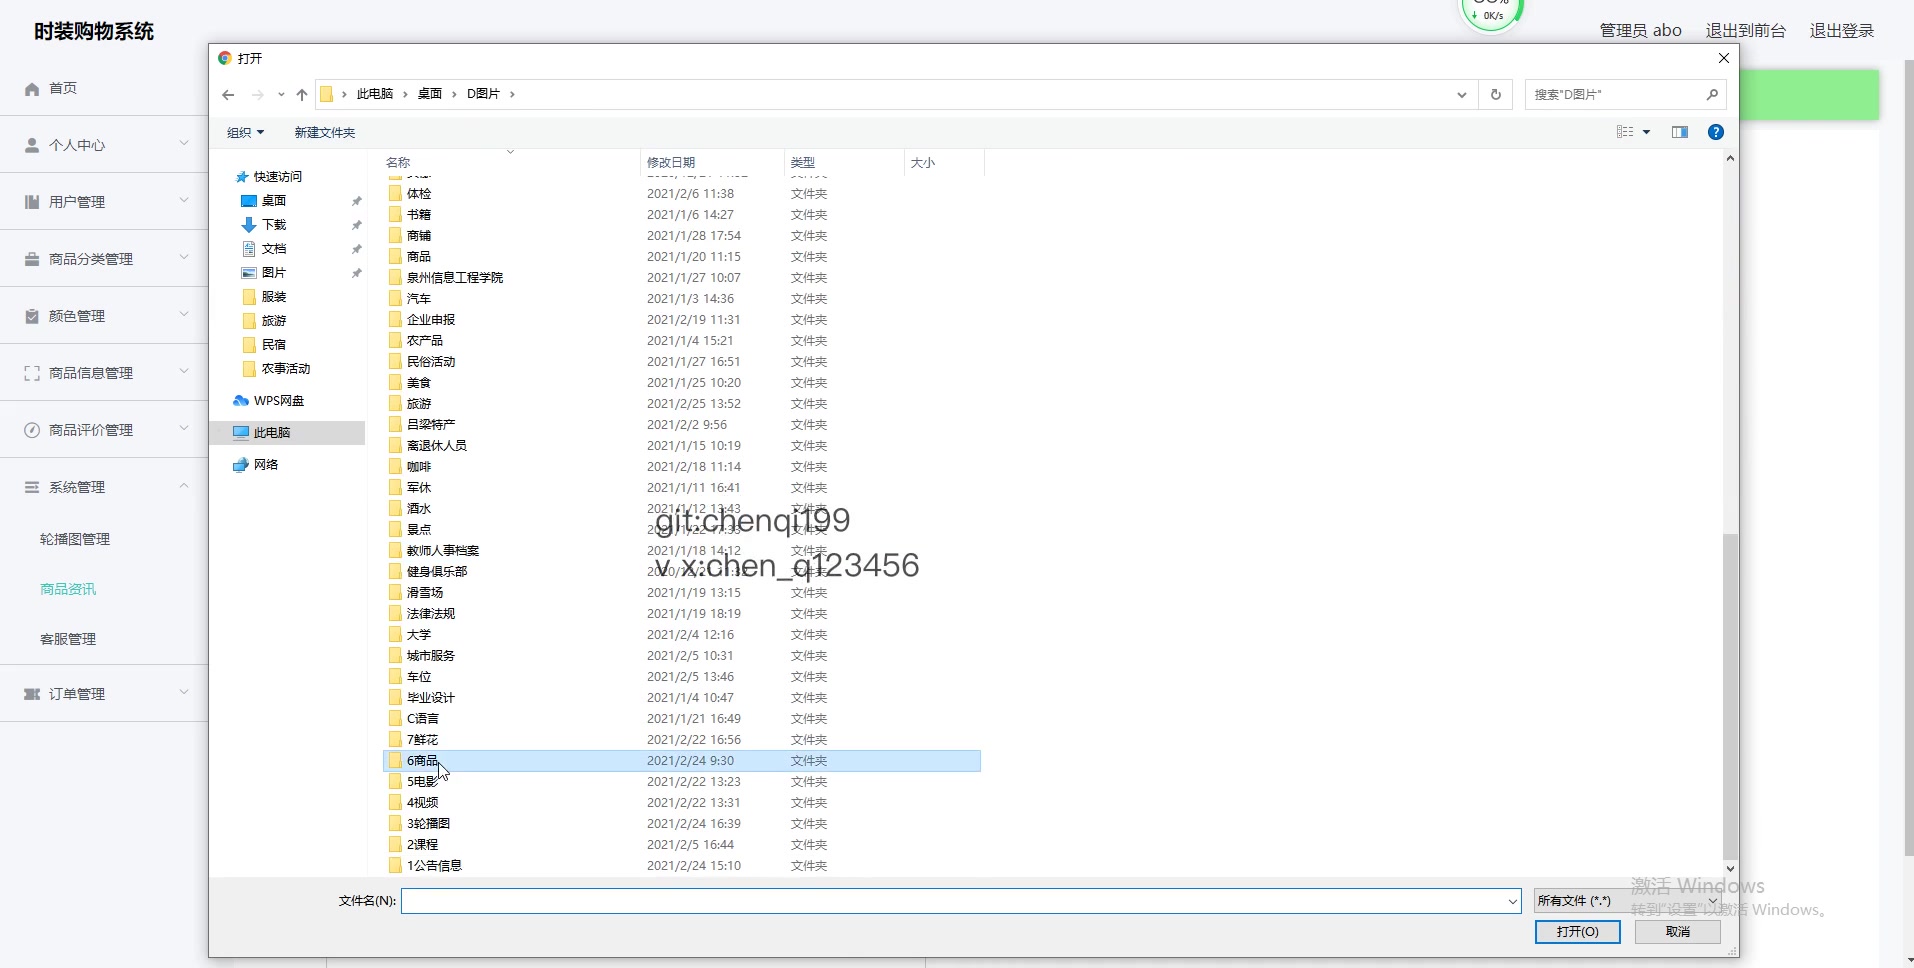 时装购物系统
0K/s
管理员 abo
退出到前台
退出登录
首页
个人中心
用户管理
商品分类管理
颜色管理
商品信息管理
商品评价管理
系统管理
轮播图管理
商品资讯
客服管理
订单管理
打开
此电脑 › 桌面 › D图片 ›
搜索"D图片"
组织
新建文件夹
快速访问
桌面
下载
文档
图片
服装
旅游
民宿
农事活动
WPS网盘
此电脑
网络
名称 修改日期 类型 大小
体检 2021/2/6 11:38 文件夹
书籍 2021/1/6 14:27 文件夹
商铺 2021/1/28 17:54 文件夹
商品 2021/1/20 11:15 文件夹
泉州信息工程学院 2021/1/27 10:07 文件夹
汽车 2021/1/3 14:36 文件夹
企业申报 2021/2/19 11:31 文件夹
农产品 2021/1/4 15:21 文件夹
民俗活动 2021/1/27 16:51 文件夹
美食 2021/1/25 10:20 文件夹
旅游 2021/2/25 13:52 文件夹
吕梁特产 2021/2/2 9:56 文件夹
离退休人员 2021/1/15 10:19 文件夹
咖啡 2021/2/18 11:14 文件夹
军休 2021/1/11 16:41 文件夹
酒水 2021/1/12 13:43 文件夹
景点 2021/1/22 17:33 文件夹
教师人事档案 2021/1/18 14:12 文件夹
健身俱乐部 2020/12/21 11:32 文件夹
滑雪场 2021/1/19 13:15 文件夹
法律法规 2021/1/19 18:19 文件夹
大学 2021/2/4 12:16 文件夹
城市服务 2021/2/5 10:31 文件夹
车位 2021/2/5 13:46 文件夹
毕业设计 2021/1/4 10:47 文件夹
C语言 2021/1/21 16:49 文件夹
7鲜花 2021/2/22 16:56 文件夹
6商品 2021/2/24 9:30 文件夹
5电影 2021/2/22 13:23 文件夹
4视频 2021/2/22 13:31 文件夹
3轮播图 2021/2/24 16:39 文件夹
2课程 2021/2/5 16:44 文件夹
1公告信息 2021/2/24 15:10 文件夹
git:chenqi199
v x:chen_q123456
文件名(N):
所有文件 (*.*)
打开(O)
取消
激活 Windows
转到"设置"以激活 Windows。